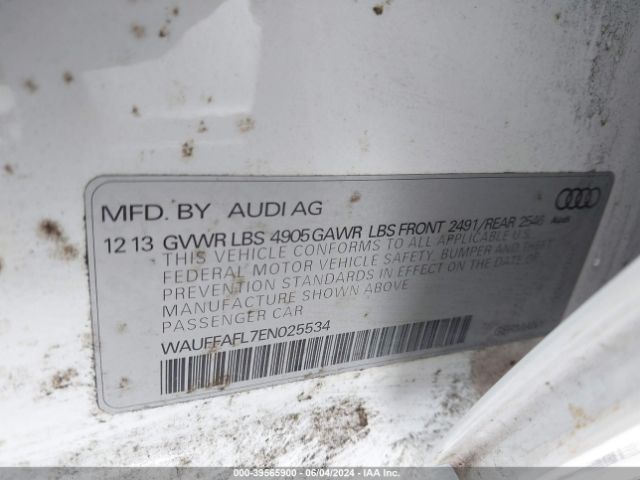 MFD. BY AUDI AG
Audi
12 13 GVWR LBS 4905 GAWR LBS FRONT 2491/REAR 2546
THIS VEHICLE CONFORMS TO ALL APPLICABLE U.S.
FEDERAL MOTOR VEHICLE SAFETY, BUMPER AND THEFT
PREVENTION STANDARDS IN EFFECT ON THE DATE OF
MANUFACTURE SHOWN ABOVE
PASSENGER CAR
WAUFFAFL7EN025534
000-39565900 - 06/04/2024 - IAA Inc.